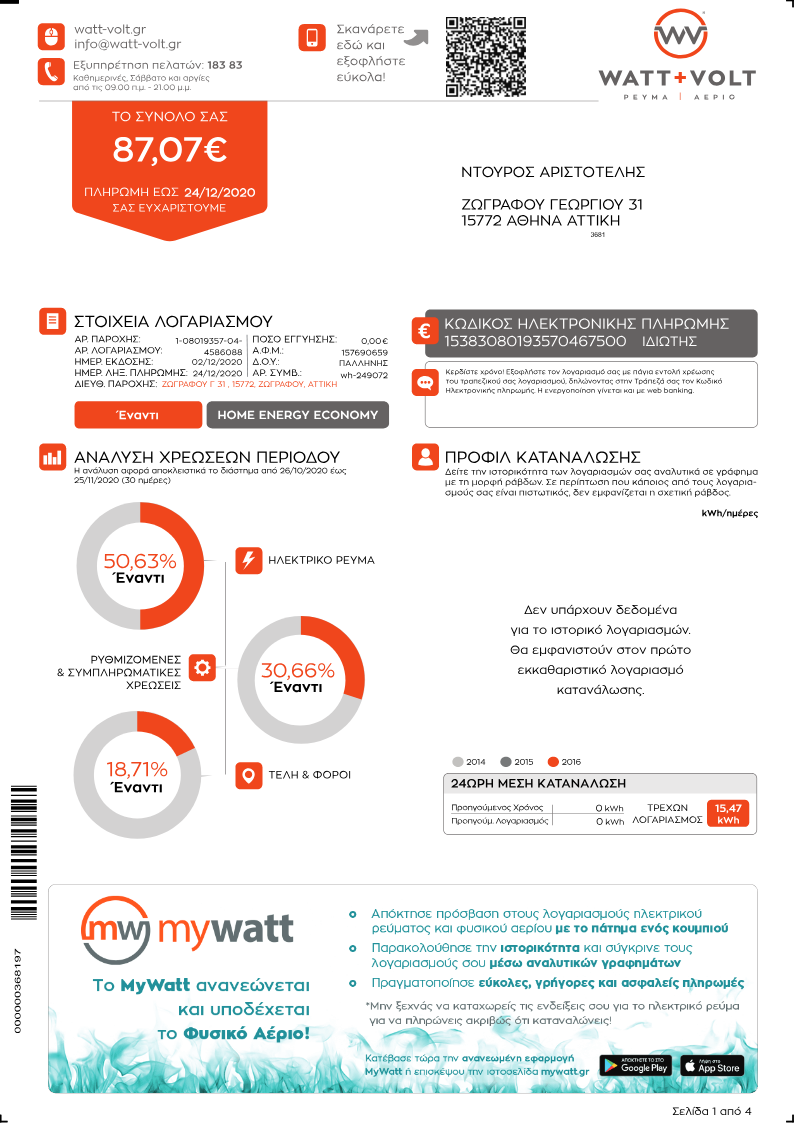 watt-volt.gr
info@watt-volt.gr
Εξυπηρέτηση πελατών: 183 83
Καθημερινές, Σάββατο και αργίες
από τις 09.00 π.μ. - 21.00 μ.μ.
Σκανάρετε
εδώ και
εξοφλήστε
εύκολα!
WATT+VOLT
ΡΕΥΜΑ | ΑΕΡΙΟ
ΤΟ ΣΥΝΟΛΟ ΣΑΣ
87,07€
ΠΛΗΡΩΜΗ ΕΩΣ 24/12/2020
ΣΑΣ ΕΥΧΑΡΙΣΤΟΥΜΕ
ΝΤΟΥΡΟΣ ΑΡΙΣΤΟΤΕΛΗΣ
ΖΩΓΡΑΦΟΥ ΓΕΩΡΓΙΟΥ 31
15772 ΑΘΗΝΑ ΑΤΤΙΚΗ
3681
ΣΤΟΙΧΕΙΑ ΛΟΓΑΡΙΑΣΜΟΥ
ΑΡ. ΠΑΡΟΧΗΣ: 1-08019357-04- ΠΟΣΟ ΕΓΓΥΗΣΗΣ: 0,00€
ΑΡ. ΛΟΓΑΡΙΑΣΜΟΥ: 4586088 Α.Φ.Μ.: 157690659
ΗΜΕΡ. ΕΚΔΟΣΗΣ: 02/12/2020 Δ.Ο.Υ.: ΠΑΛΛΗΝΗΣ
ΗΜΕΡ. ΛΗΞ. ΠΛΗΡΩΜΗΣ: 24/12/2020 ΑΡ. ΣΥΜΒ.: wh-249072
ΔΙΕΥΘ. ΠΑΡΟΧΗΣ: ΖΩΓΡΑΦΟΥ Γ 31 , 15772, ΖΩΓΡΑΦΟΥ, ΑΤΤΙΚΗ
Έναντι
HOME ENERGY ECONOMY
€
ΚΩΔΙΚΟΣ ΗΛΕΚΤΡΟΝΙΚΗΣ ΠΛΗΡΩΜΗΣ
15383080193570467500 ΙΔΙΩΤΗΣ
Κερδίστε χρόνο! Εξοφλήστε τον λογαριασμό σας με πάγια εντολή χρέωσης
του τραπεζικού σας λογαριασμού, δηλώνοντας στην Τράπεζά σας τον Κωδικό
Ηλεκτρονικής πληρωμής. Η ενεργοποίηση γίνεται και με web banking.
ΑΝΑΛΥΣΗ ΧΡΕΩΣΕΩΝ ΠΕΡΙΟΔΟΥ
Η ανάλυση αφορά αποκλειστικά το διάστημα από 26/10/2020 έως
25/11/2020 (30 ημέρες)
50,63%
Έναντι
ΗΛΕΚΤΡΙΚΟ ΡΕΥΜΑ
ΡΥΘΜΙΖΟΜΕΝΕΣ
& ΣΥΜΠΛΗΡΩΜΑΤΙΚΕΣ
ΧΡΕΩΣΕΙΣ
30,66%
Έναντι
18,71%
Έναντι
ΤΕΛΗ & ΦΟΡΟΙ
ΠΡΟΦΙΛ ΚΑΤΑΝΑΛΩΣΗΣ
Δείτε την ιστορικότητα των λογαριασμών σας αναλυτικά σε γράφημα
με τη μορφή ράβδων. Σε περίπτωση που κάποιος από τους λογαρια-
σμούς σας είναι πιστωτικός, δεν εμφανίζεται η σχετική ράβδος.
kWh/ημέρες
Δεν υπάρχουν δεδομένα
για το ιστορικό λογαριασμών.
Θα εμφανιστούν στον πρώτο
εκκαθαριστικό λογαριασμό
κατανάλωσης.
2014 2015 2016
24ΩΡΗ ΜΕΣΗ ΚΑΤΑΝΑΛΩΣΗ
Προηγούμενος Χρόνος 0 kWh
Προηγούμ. Λογαριασμός 0 kWh
ΤΡΕΧΩΝ
ΛΟΓΑΡΙΑΣΜΟΣ
15,47
kWh
000000368197
mw mywatt
Το MyWatt ανανεώνεται
και υποδέχεται
το Φυσικό Αέριο!
Απόκτησε πρόσβαση στους λογαριασμούς ηλεκτρικού
ρεύματος και φυσικού αερίου με το πάτημα ενός κουμπιού
Παρακολούθησε την ιστορικότητα και σύγκρινε τους
λογαριασμούς σου μέσω αναλυτικών γραφημάτων
Πραγματοποίησε εύκολες, γρήγορες και ασφαλείς πληρωμές
*Μην ξεχνάς να καταχωρείς τις ενδείξεις σου για το ηλεκτρικό ρεύμα
για να πληρώνεις ακριβώς ότι καταναλώνεις!
Κατέβασε τώρα την ανανεωμένη εφαρμογή
MyWatt ή επισκέψου την ιστοσελίδα mywatt.gr
ΑΠΟΚΤΗΣΤΕ ΤΟ ΣΤΟ
Google Play
Λήψη στο
App Store
Σελίδα 1 από 4